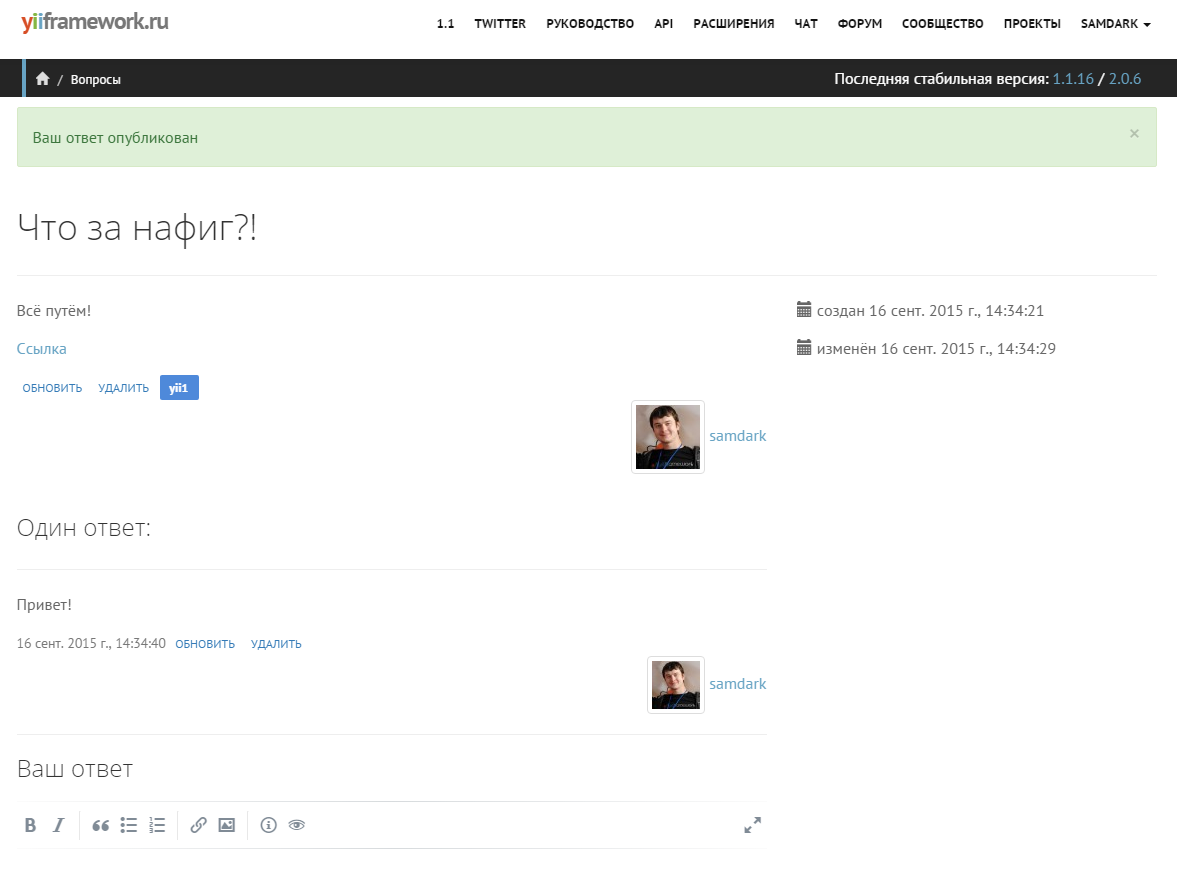 yiiframework.ru
1.1 TWITTER РУКОВОДСТВО API РАСШИРЕНИЯ ЧАТ ФОРУМ СООБЩЕСТВО ПРОЕКТЫ SAMDARK
/ Вопросы
Последняя стабильная версия: 1.1.16 / 2.0.6
Ваш ответ опубликован ×
Что за нафиг?!
Всё путём!
Ссылка
ОБНОВИТЬ УДАЛИТЬ yii1
samdark
создан 16 сент. 2015 г., 14:34:21
изменён 16 сент. 2015 г., 14:34:29
Один ответ:
Привет!
16 сент. 2015 г., 14:34:40 ОБНОВИТЬ УДАЛИТЬ
samdark
Ваш ответ
B I